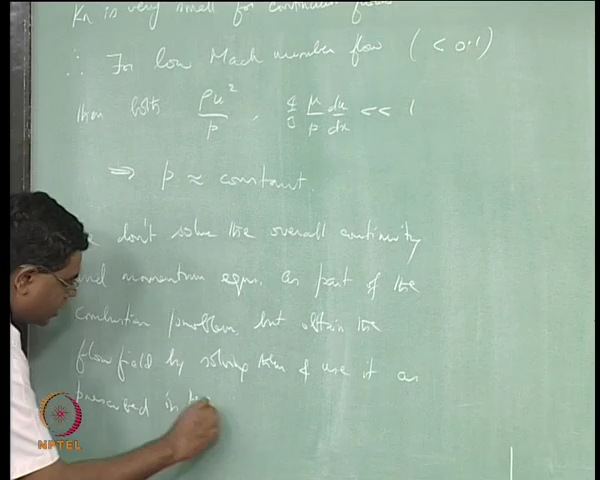 Kn is very small for continuum flows
∴ For low Mach number flow ( < 0.1)
then both ρu²/p , 4/3 μ/p du/dx << 1
⇒ p ≈ constant.
don't solve the overall continuity
and momentum eqns. as part of the
combustion problem, but obtain the
flow field by solving them & use it as
prescribed in
NPTEL